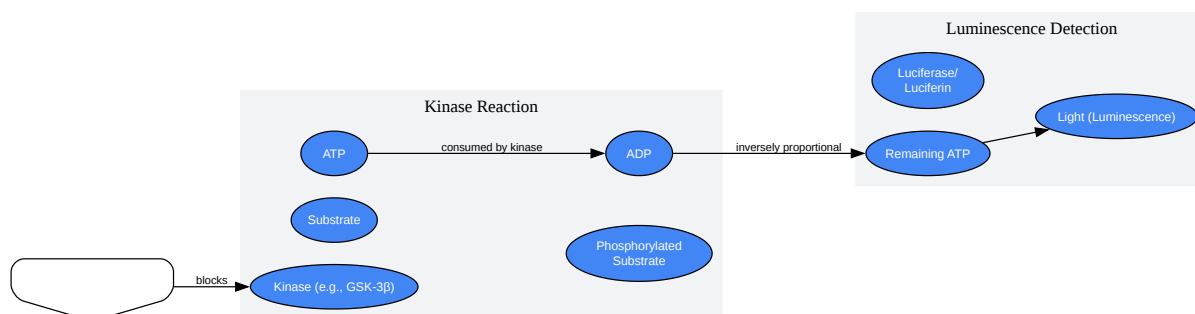 Luminescence Detection
Luciferase/
Luciferin
Light (Luminescence)
Kinase Reaction
ATP
consumed by kinase
ADP
inversely proportional
Remaining ATP
Substrate
Phosphorylated
Substrate
blocks
Kinase (e.g., GSK-3β)